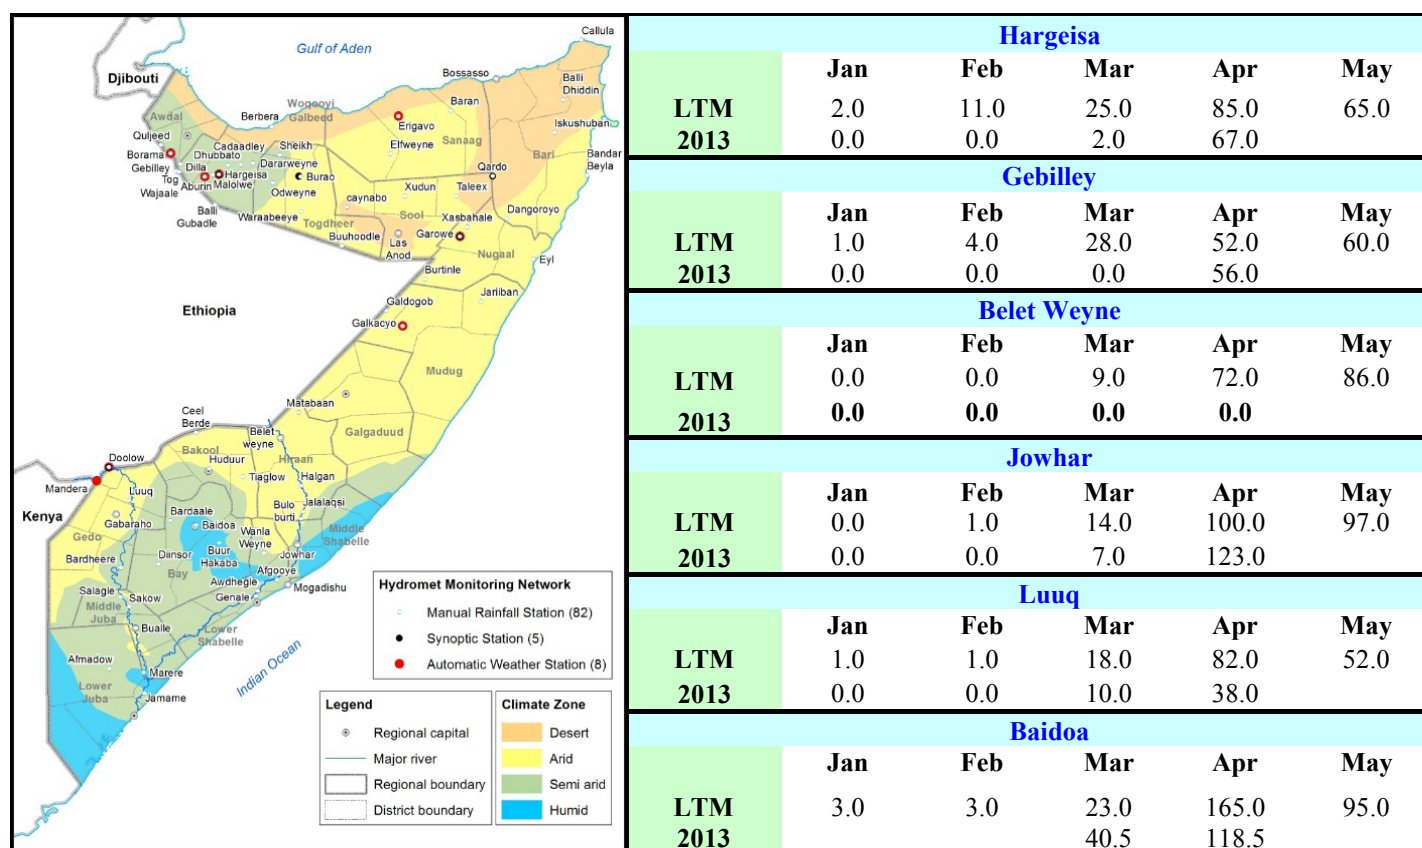 Gulf of Aden
Callula
Djibouti
Bossasso
Balli
Dhiddin
Woqooyi
Galbeed
Baran
Awdal
Berbera
Erigavo
Iskushuban
Sanaag
Quljeed
Cadaadley
Sheikh
Elfweyne
Bari
Borama
Dhubbato
Bandar
Beyla
Gebilley
Dilla
Dararweyne
Qardo
Hargeisa
Burao
Tog
Wajaale
Aburin
Malolwe
Odweyne
Xudun
Taleex
caynabo
Balli
Gubadle
Waraabeeye
Togdheer
Sool
Xasbahale
Dangoroyo
Buuhoodle
Las
Anod
Garowe
Nugaal
Eyl
Burtinle
Ethiopia
Galdogob
Jariiban
Galkacyo
Mudug
Matabaan
Ceel
Berde
Belet
weyne
Galgaduud
Bakool
Hiraan
Doolow
Huduur
Tiaglow
Halgan
Mandera
Luuq
Kenya
Bardaale
Bulo
burti
Jalalaqsi
Gabaraho
Baidoa
Wanla
Weyne
Middle
Shabelle
Gedo
Buur
Hakaba
Jowhar
Bardheere
Diinsor
Bay
Afgooye
Awdhegle
Mogadishu
Salagle
Sakow
Genale
Middle
Juba
Bualle
Lower
Shabelle
Afmadow
Marere
Indian Ocean
Lower
Juba
Jamame
Hydromet Monitoring Network
Manual Rainfall Station (82)
Synoptic Station (5)
Automatic Weather Station (8)
Legend
Regional capital
Major river
Regional boundary
District boundary
Climate Zone
Desert
Arid
Semi arid
Humid
Hargeisa
Jan Feb Mar Apr May
LTM 2.0 11.0 25.0 85.0 65.0
2013 0.0 0.0 2.0 67.0
Gebilley
Jan Feb Mar Apr May
LTM 1.0 4.0 28.0 52.0 60.0
2013 0.0 0.0 0.0 56.0
Belet Weyne
Jan Feb Mar Apr May
LTM 0.0 0.0 9.0 72.0 86.0
2013 0.0 0.0 0.0 0.0
Jowhar
Jan Feb Mar Apr May
LTM 0.0 1.0 14.0 100.0 97.0
2013 0.0 0.0 7.0 123.0
Luuq
Jan Feb Mar Apr May
LTM 1.0 1.0 18.0 82.0 52.0
2013 0.0 0.0 10.0 38.0
Baidoa
Jan Feb Mar Apr May
LTM 3.0 3.0 23.0 165.0 95.0
2013 40.5 118.5